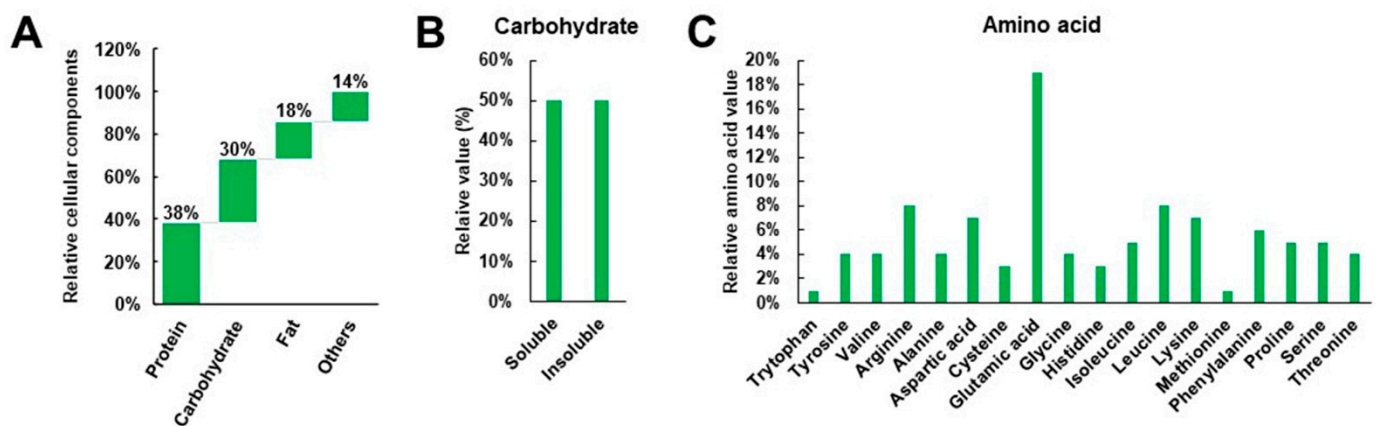 A
Relative cellular components
120%
100%
80%
60%
40%
20%
0%
38%
30%
18%
14%
Protein
Carbohydrate
Fat
Others
B
Carbohydrate
Relaive value (%)
60%
50%
40%
30%
20%
10%
0%
Soluble
Insoluble
C
Amino acid
Relative amino acid value
20%
18%
16%
14%
12%
10%
8%
6%
4%
2%
0%
Trytophan
Tyrosine
Valine
Arginine
Alanine
Aspartic acid
Cysteine
Glutamic acid
Glycine
Histidine
Isoleucine
Leucine
Lysine
Methionine
Phenylalanine
Proline
Serine
Threonine